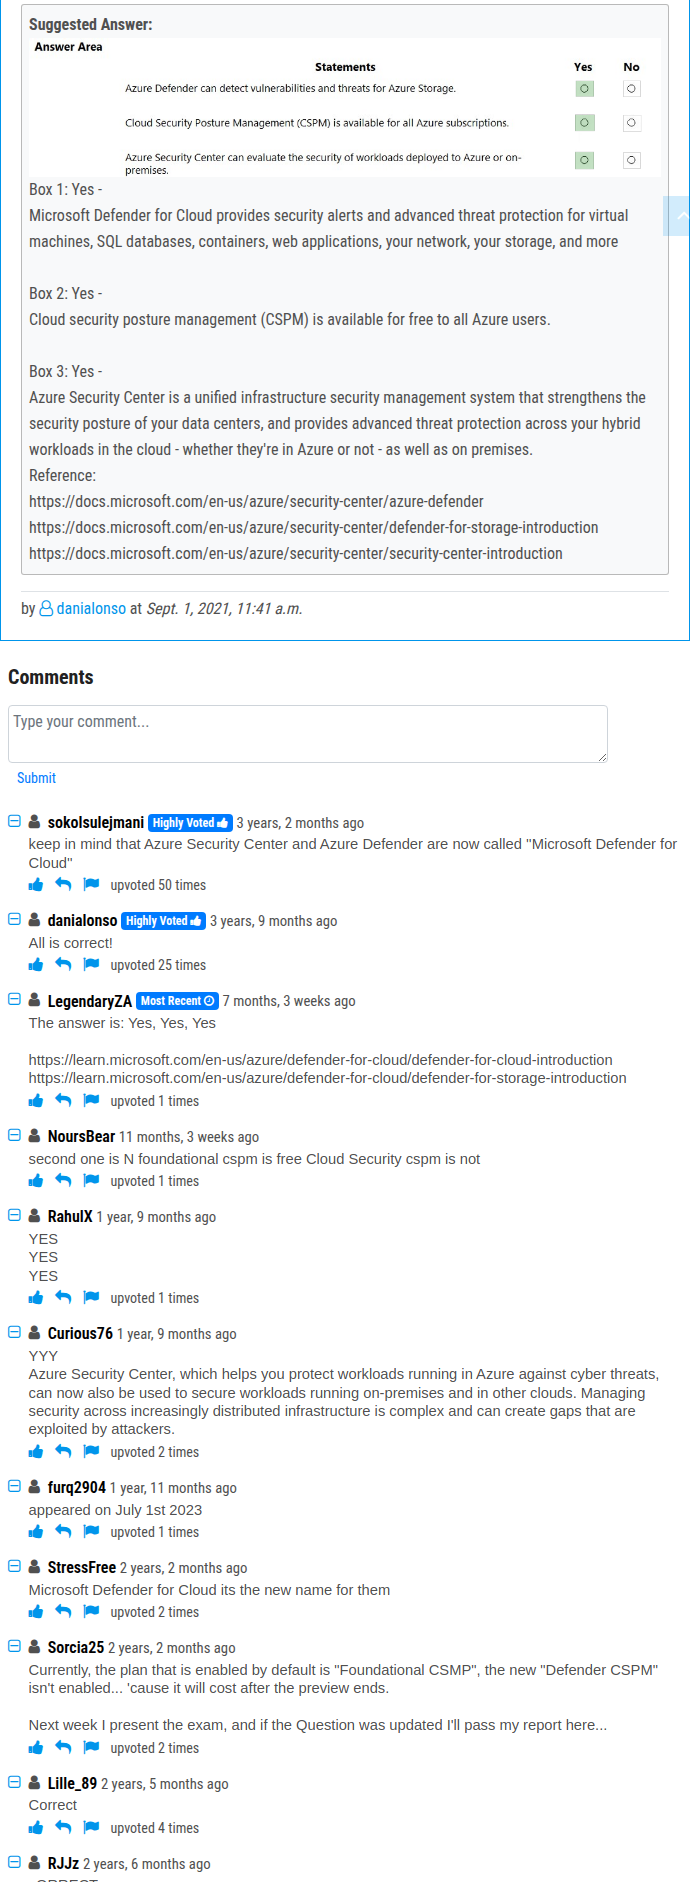 Suggested Answer:
Answer Area
Statements Yes No
Azure Defender can detect vulnerabilities and threats for Azure Storage.
Cloud Security Posture Management (CSPM) is available for all Azure subscriptions.
Azure Security Center can evaluate the security of workloads deployed to Azure or on-
premises.
Box 1: Yes -
Microsoft Defender for Cloud provides security alerts and advanced threat protection for virtual
machines, SQL databases, containers, web applications, your network, your storage, and more
Box 2: Yes -
Cloud security posture management (CSPM) is available for free to all Azure users.
Box 3: Yes -
Azure Security Center is a unified infrastructure security management system that strengthens the
security posture of your data centers, and provides advanced threat protection across your hybrid
workloads in the cloud - whether they're in Azure or not - as well as on premises.
Reference:
https://docs.microsoft.com/en-us/azure/security-center/azure-defender
https://docs.microsoft.com/en-us/azure/security-center/defender-for-storage-introduction
https://docs.microsoft.com/en-us/azure/security-center/security-center-introduction
by danialonso at Sept. 1, 2021, 11:41 a.m.
Comments
Type your comment...
Submit
sokolsulejmani Highly Voted 3 years, 2 months ago
keep in mind that Azure Security Center and Azure Defender are now called "Microsoft Defender for
Cloud"
upvoted 50 times
danialonso Highly Voted 3 years, 9 months ago
All is correct!
upvoted 25 times
LegendaryZA Most Recent 7 months, 3 weeks ago
The answer is: Yes, Yes, Yes
https://learn.microsoft.com/en-us/azure/defender-for-cloud/defender-for-cloud-introduction
https://learn.microsoft.com/en-us/azure/defender-for-cloud/defender-for-storage-introduction
upvoted 1 times
NoursBear 11 months, 3 weeks ago
second one is N foundational cspm is free Cloud Security cspm is not
upvoted 1 times
RahulX 1 year, 9 months ago
YES
YES
YES
upvoted 1 times
Curious76 1 year, 9 months ago
YYY
Azure Security Center, which helps you protect workloads running in Azure against cyber threats,
can now also be used to secure workloads running on-premises and in other clouds. Managing
security across increasingly distributed infrastructure is complex and can create gaps that are
exploited by attackers.
upvoted 2 times
furq2904 1 year, 11 months ago
appeared on July 1st 2023
upvoted 1 times
StressFree 2 years, 2 months ago
Microsoft Defender for Cloud its the new name for them
upvoted 2 times
Sorcia25 2 years, 2 months ago
Currently, the plan that is enabled by default is "Foundational CSMP", the new "Defender CSPM"
isn't enabled... 'cause it will cost after the preview ends.
Next week I present the exam, and if the Question was updated I'll pass my report here...
upvoted 2 times
Lille_89 2 years, 5 months ago
Correct
upvoted 4 times
RJJz 2 years, 6 months ago